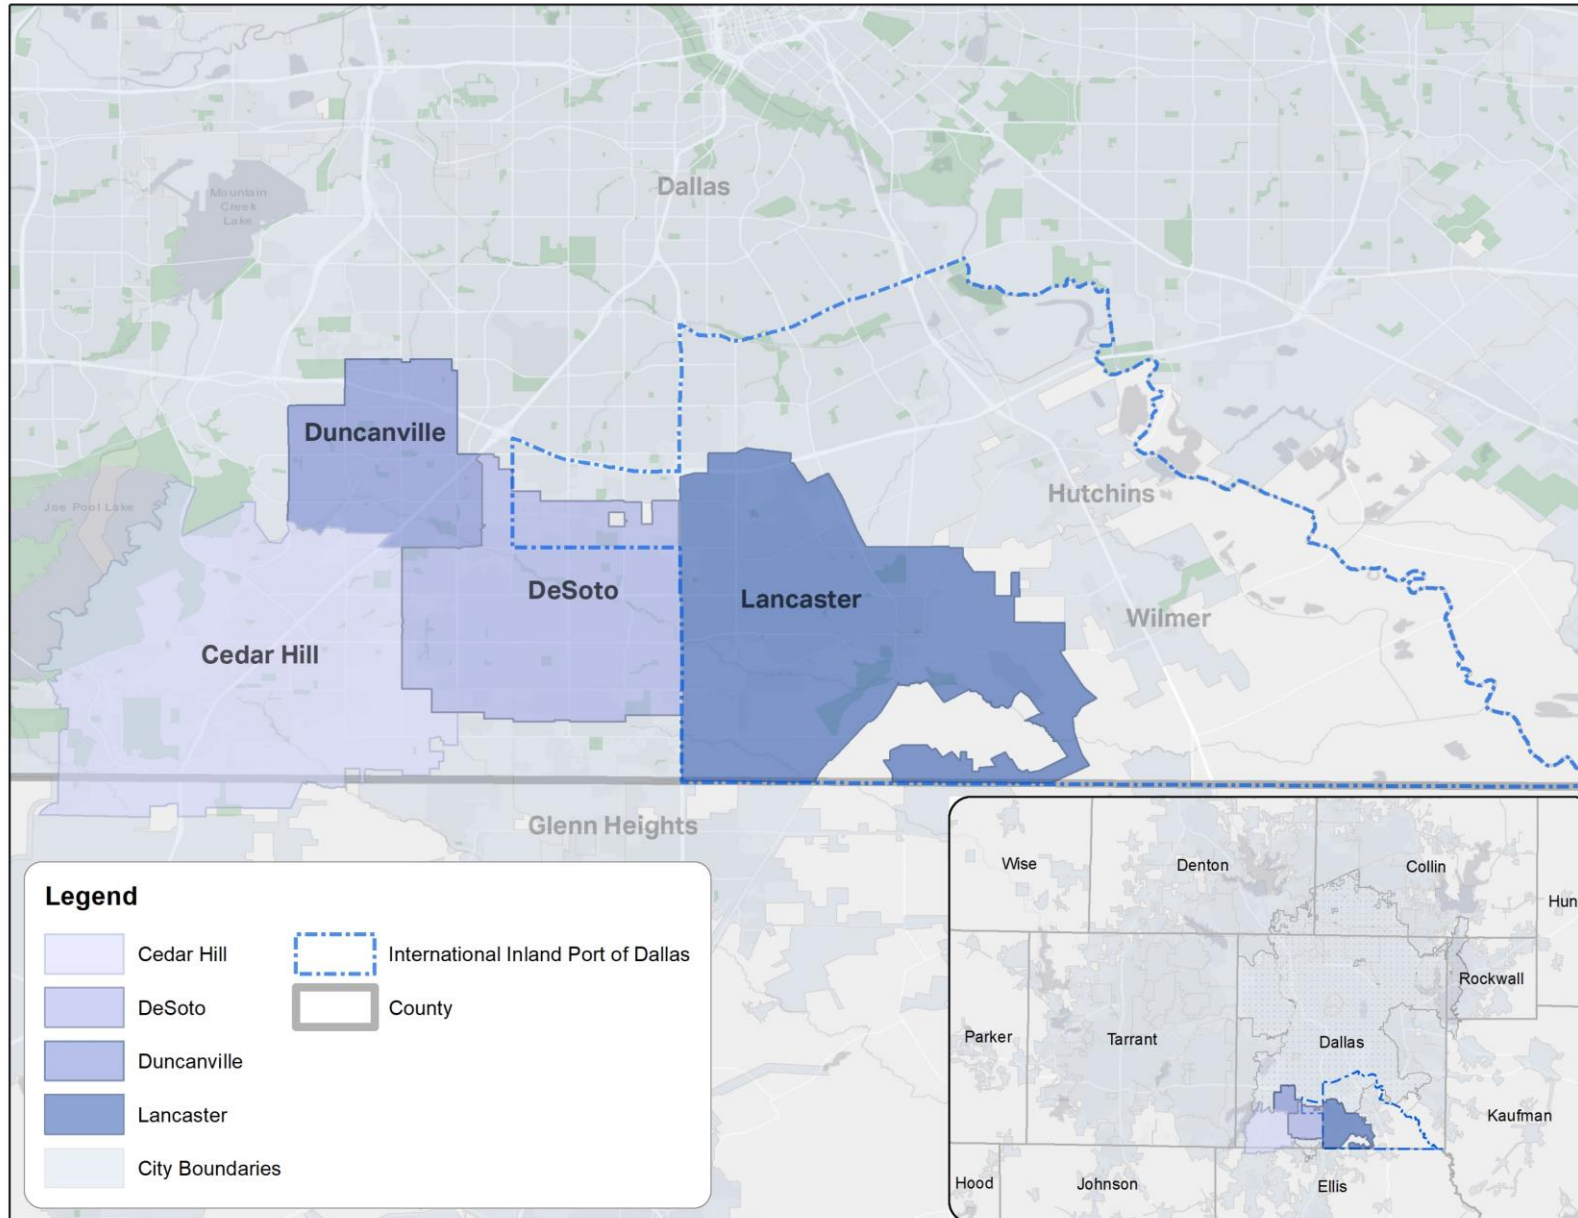 Dallas
Mountain
Creek
Lake
Duncanville
Joe Pool Lake
Hutchins
DeSoto
Lancaster
Wilmer
Cedar Hill
Glenn Heights
Legend
Cedar Hill
DeSoto
Duncanville
Lancaster
City Boundaries
International Inland Port of Dallas
County
Wise
Denton
Collin
Hun
Rockwall
Parker
Tarrant
Dallas
Kaufman
Hood
Johnson
Ellis